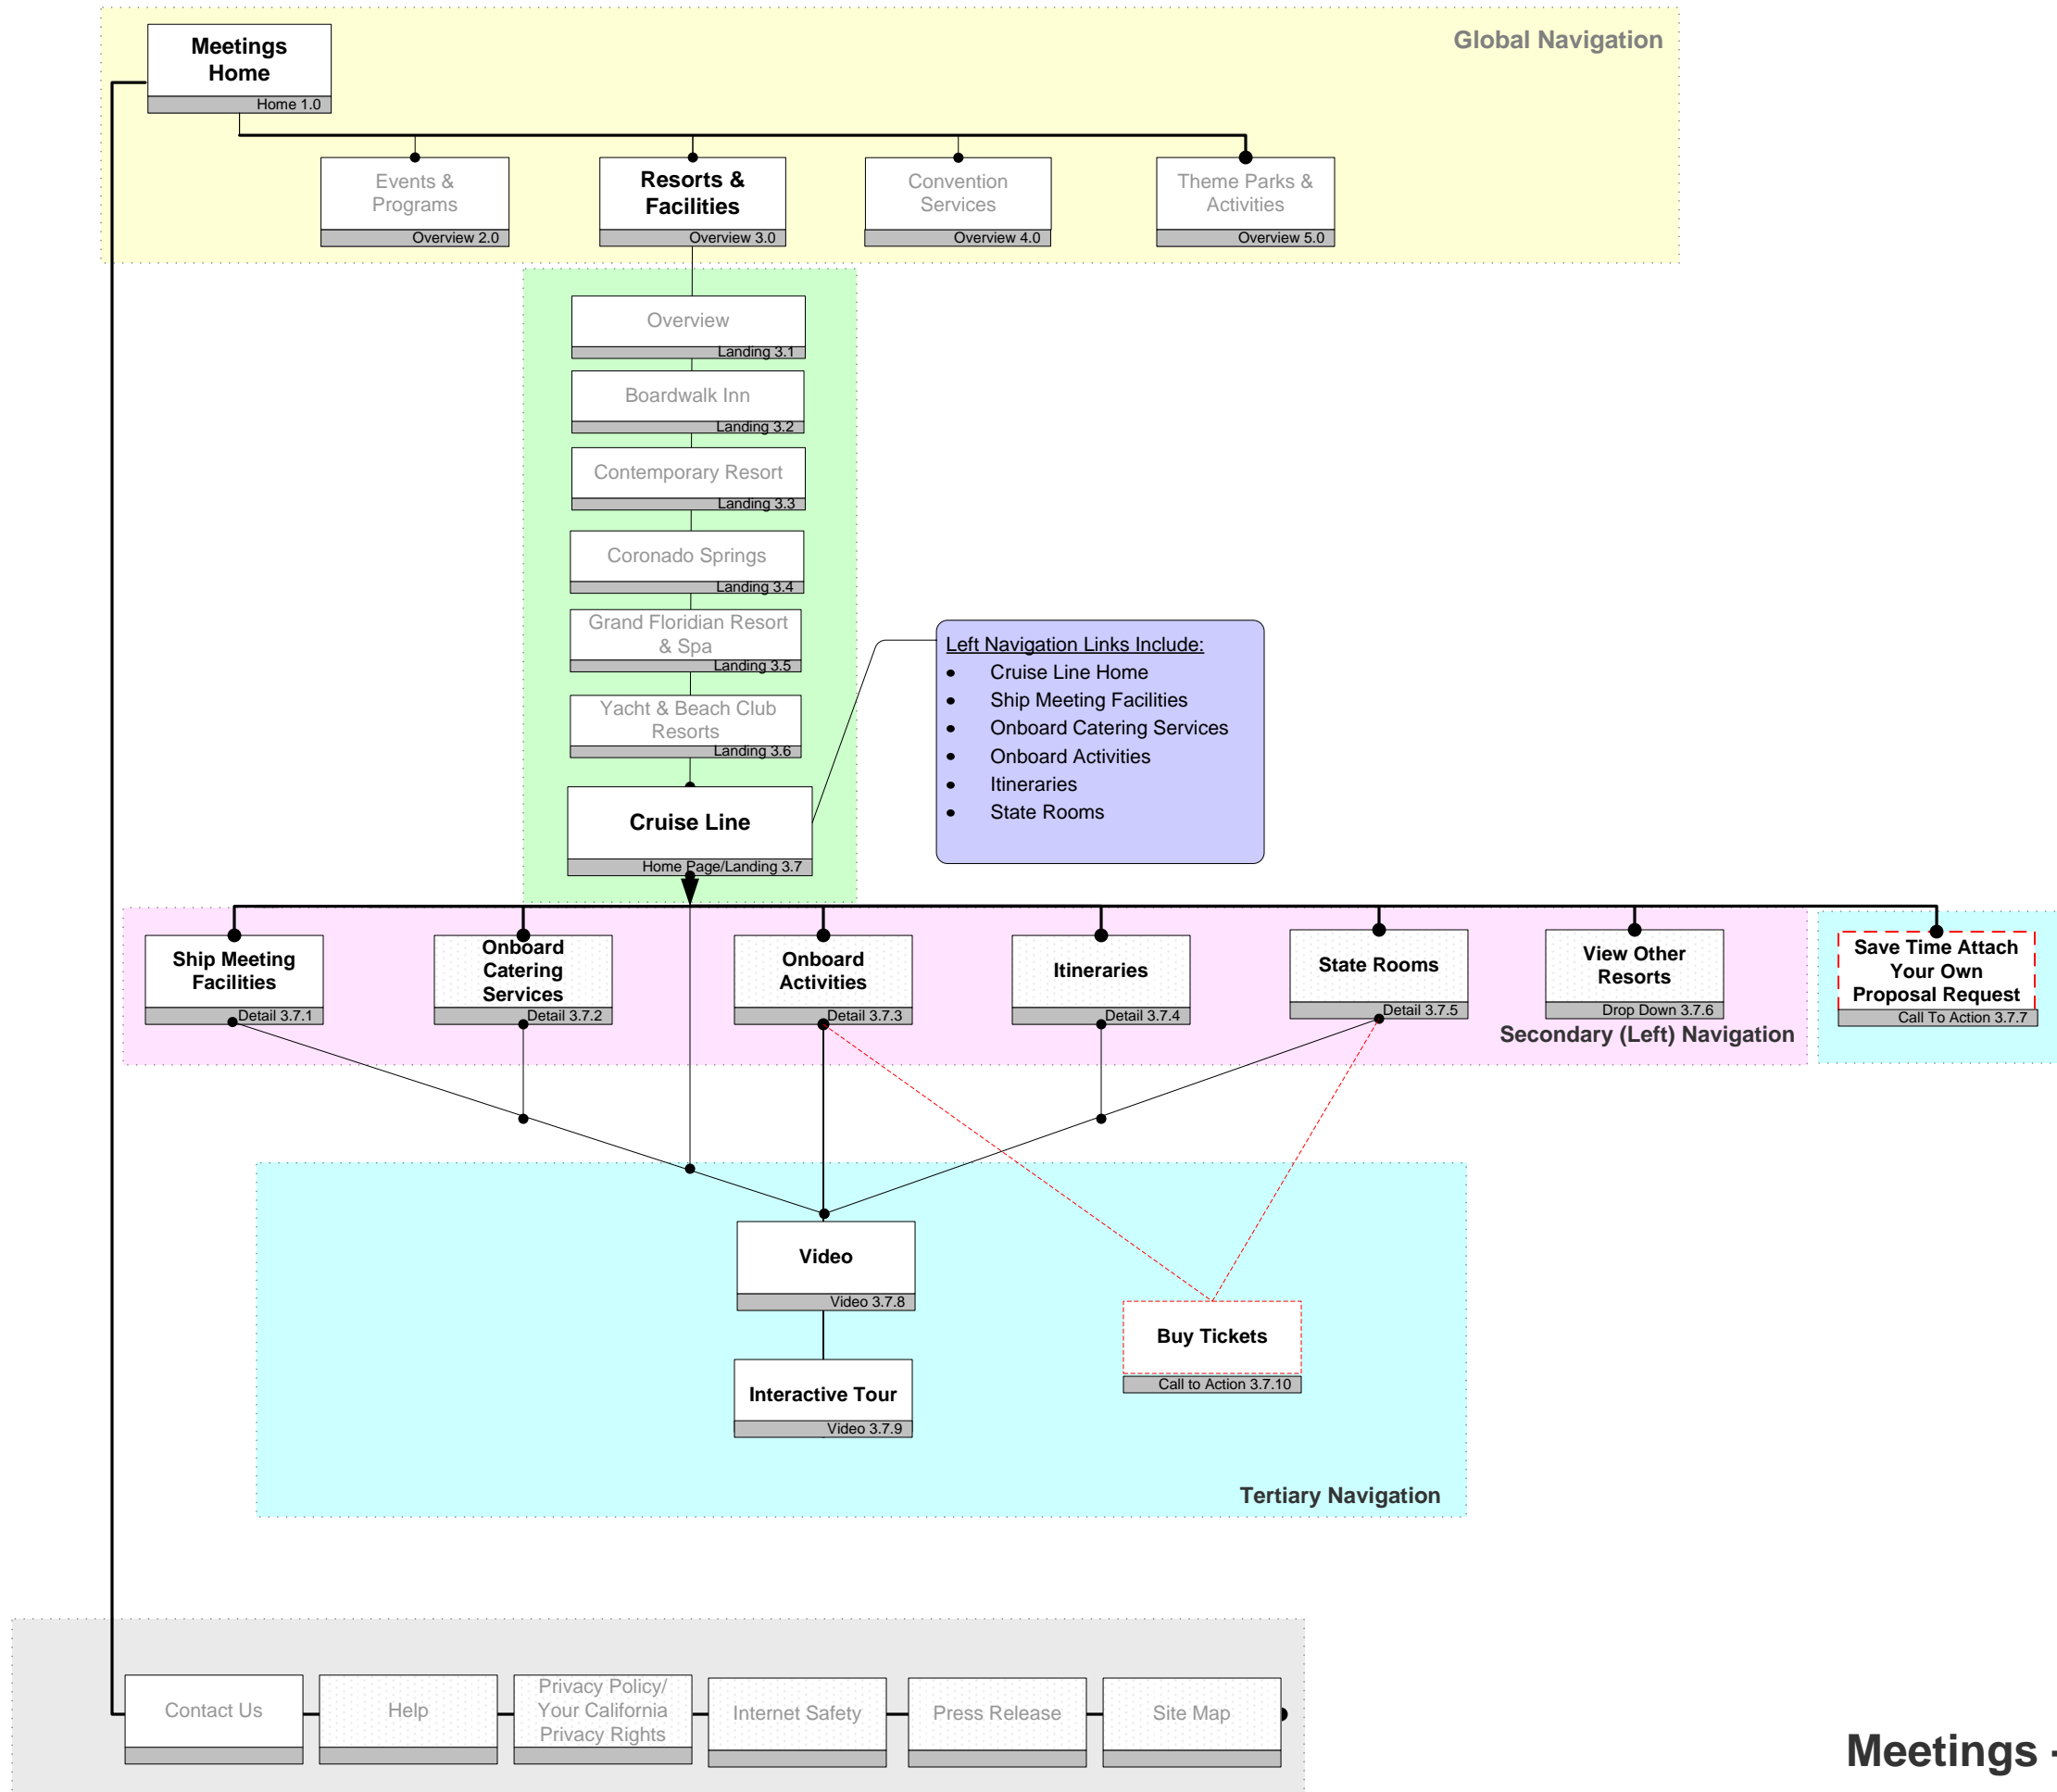 Global Navigation
Meetings
Home
Home 1.0
Events &
Programs
Overview 2.0
Resorts &
Facilities
Overview 3.0
Convention
Services
Overview 4.0
Theme Parks &
Activities
Overview 5.0
Overview
Landing 3.1
Boardwalk Inn
Landing 3.2
Contemporary Resort
Landing 3.3
Coronado Springs
Landing 3.4
Grand Floridian Resort
& Spa
Landing 3.5
Yacht & Beach Club
Resorts
Landing 3.6
Cruise Line
Home Page/Landing 3.7
Left Navigation Links Include:
• Cruise Line Home
• Ship Meeting Facilities
• Onboard Catering Services
• Onboard Activities
• Itineraries
• State Rooms
Ship Meeting
Facilities
Detail 3.7.1
Onboard
Catering
Services
Detail 3.7.2
Onboard
Activities
Detail 3.7.3
Itineraries
Detail 3.7.4
State Rooms
Detail 3.7.5
View Other
Resorts
Drop Down 3.7.6
Secondary (Left) Navigation
Save Time Attach
Your Own
Proposal Request
Call To Action 3.7.7
Video
Video 3.7.8
Interactive Tour
Video 3.7.9
Buy Tickets
Call to Action 3.7.10
Tertiary Navigation
Contact Us
Help
Privacy Policy/
Your California
Privacy Rights
Internet Safety
Press Release
Site Map
Meetings -